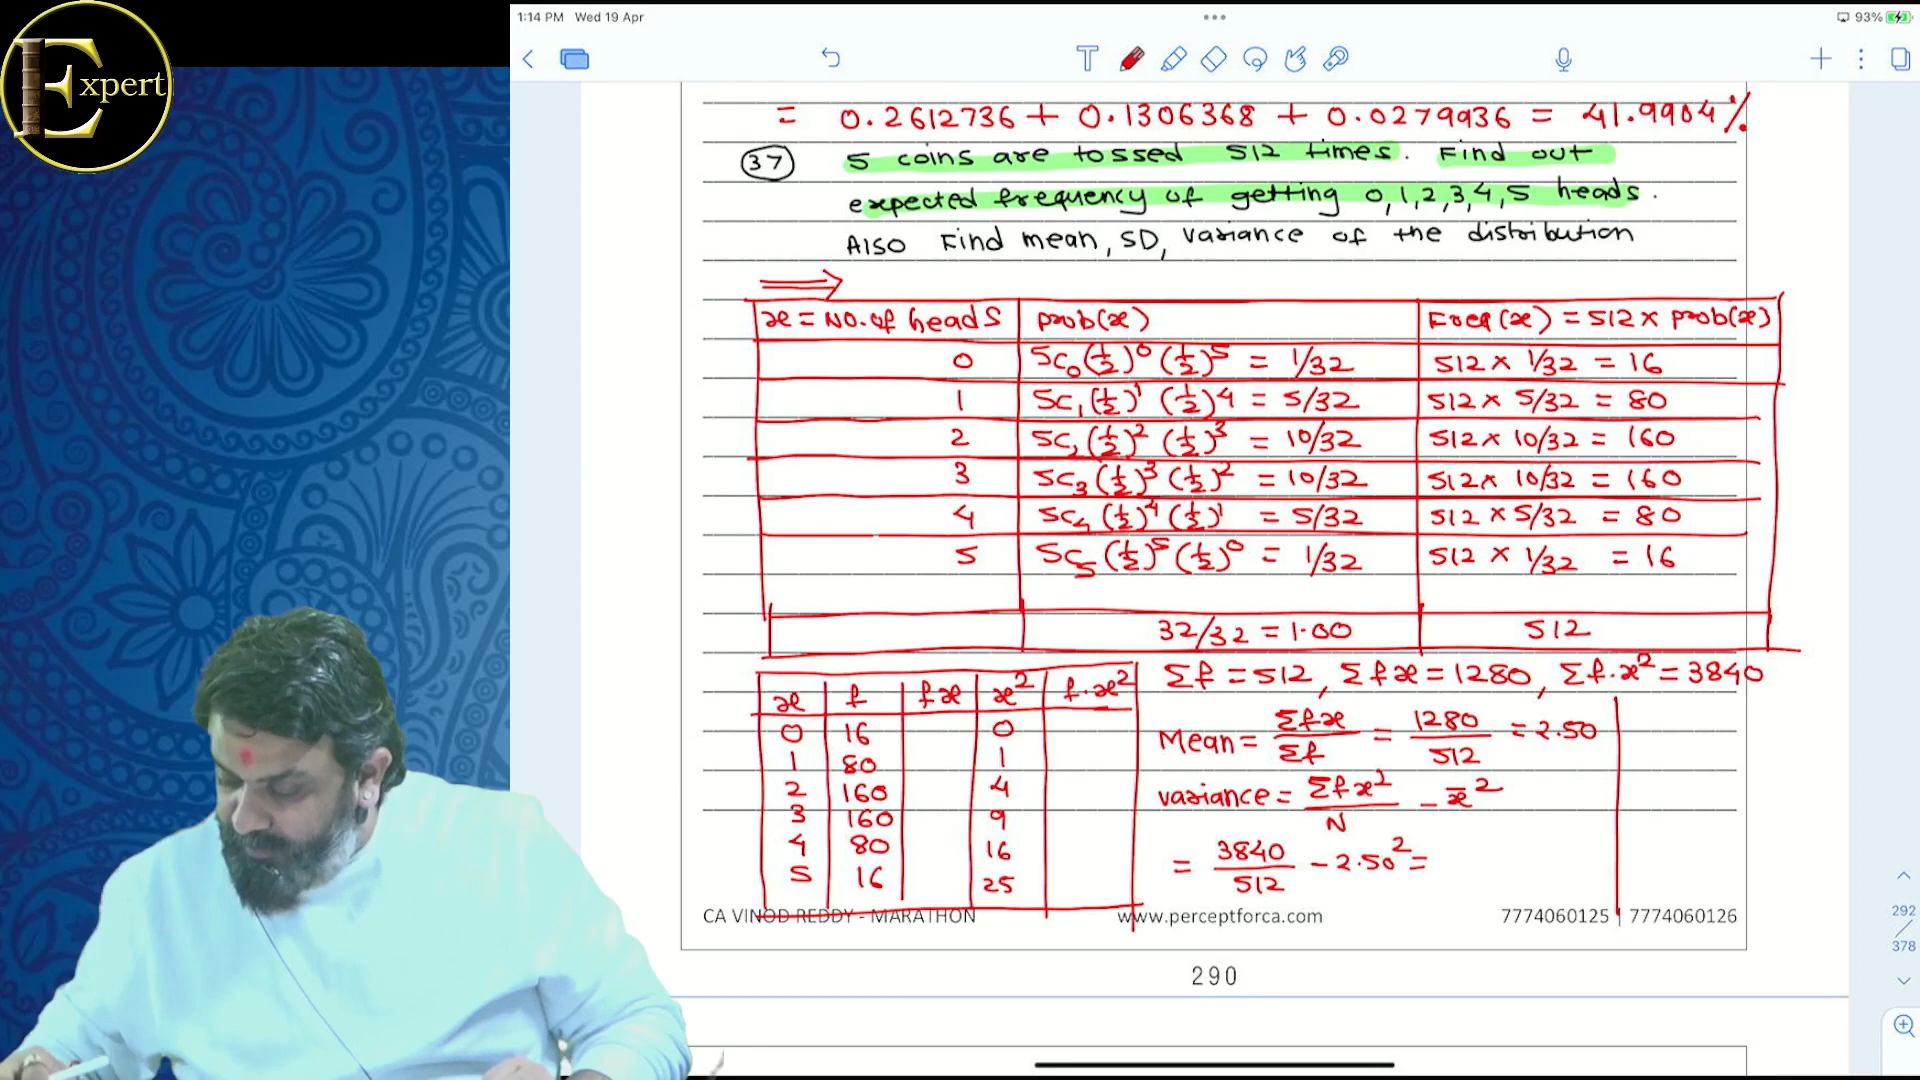 Expert
1:14 PM Wed 19 Apr
93%
= 0.2612736 + 0.1306368 + 0.0279936 = 41.9904%
(37) 5 coins are tossed 512 times. Find out
expected frequency of getting 0,1,2,3,4,5 heads.
Also Find mean, SD, variance of the distribution
x = No. of heads | prob(x) | Freq(x) = 512 × prob(x)
0 | 5C₀(1/2)⁰(1/2)⁵ = 1/32 | 512 × 1/32 = 16
1 | 5C₁(1/2)¹(1/2)⁴ = 5/32 | 512 × 5/32 = 80
2 | 5C₂(1/2)²(1/2)³ = 10/32 | 512 × 10/32 = 160
3 | 5C₃(1/2)³(1/2)² = 10/32 | 512 × 10/32 = 160
4 | 5C₄(1/2)⁴(1/2)¹ = 5/32 | 512 × 5/32 = 80
5 | 5C₅(1/2)⁵(1/2)⁰ = 1/32 | 512 × 1/32 = 16
32/32 = 1.00 | 512
x | f | fx | x² | f.x²
0 | 16 | 0
1 | 80 | 1
2 | 160 | 4
3 | 160 | 9
4 | 80 | 16
5 | 16 | 25
Σf = 512, Σfx = 1280, Σf.x² = 3840
Mean = Σfx/Σf = 1280/512 = 2.50
variance = Σfx²/N - x̄²
= 3840/512 - 2.50² =
CA VINOD REDDY - MARATHON www.perceptforca.com 7774060125 | 7774060126
290
292
378